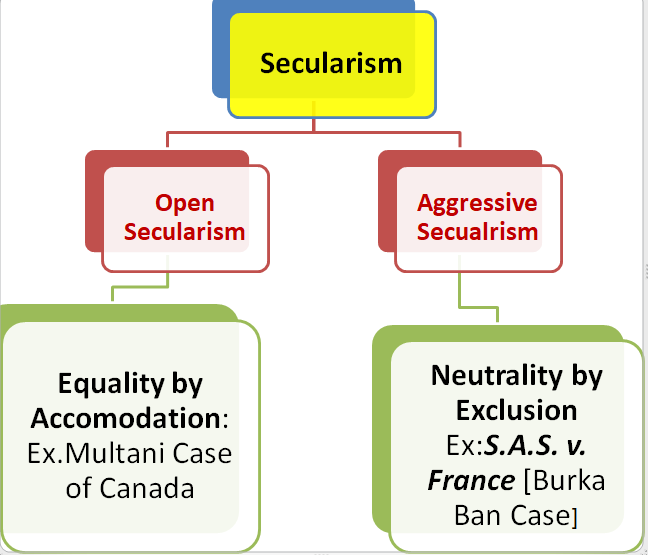 Secularism
Open
Secularism
Aggressive
Secualrism
Equality by
Accomodation:
Ex.Multani Case
of Canada
Neutrality by
Exclusion
Ex:S.A.S. v.
France [Burka
Ban Case]